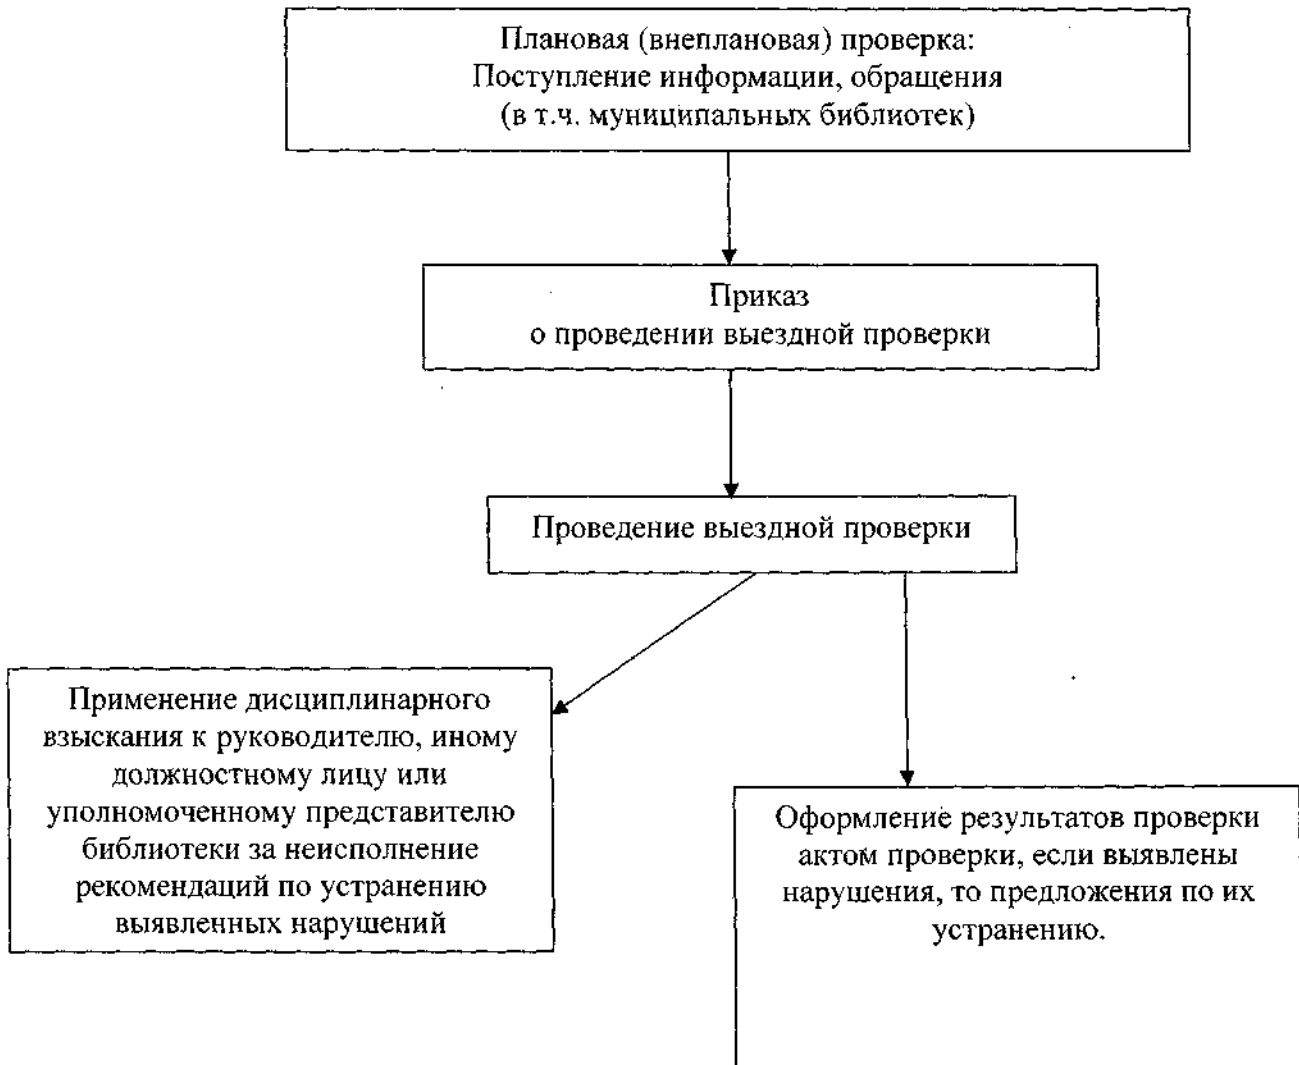 Плановая (внеплановая) проверка:
Поступление информации, обращения
(в т.ч. муниципальных библиотек)
Приказ
о проведении выездной проверки
Проведение выездной проверки
Применение дисциплинарного
взыскания к руководителю, иному
должностному лицу или
уполномоченному представителю
библиотеки за неисполнение
рекомендаций по устранению
выявленных нарушений
Оформление результатов проверки
актом проверки, если выявлены
нарушения, то предложения по их
устранению.